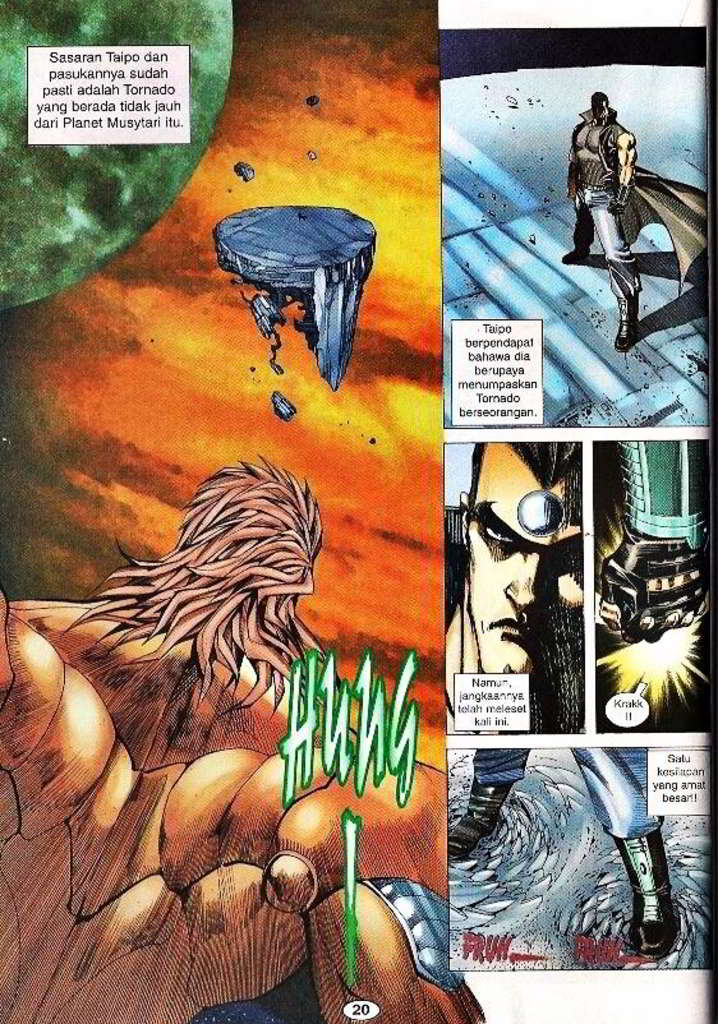 Sasaran Taipo dan
pasukannya sudah
pasti adalah Tornado
yang berada tidak jauh
dari Planet Musytari itu.
Taipo
berpendapat
bahawa dia
berupaya
menumpaskan
Tornado
berseorangan.
Namun,
jangkaannya
telah meleset
kali ini.
Krakk
!!
Satu
kesilapan
yang amat
besar!!
HUNG
!
FRUH...
FRUH...
20